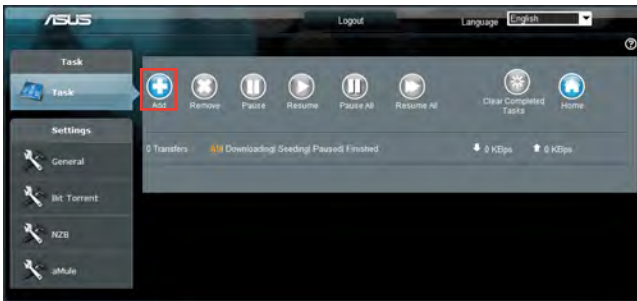 ASUS
Logout
Language English
Task
Task
Add Remove Pause Resume Pause All Resume All Clear Completed Tasks Home
Settings
0 Transfers All Downloading| Seeding| Paused| Finished 0 KBps 0 KBps
General
Bit Torrent
NZB
aMule